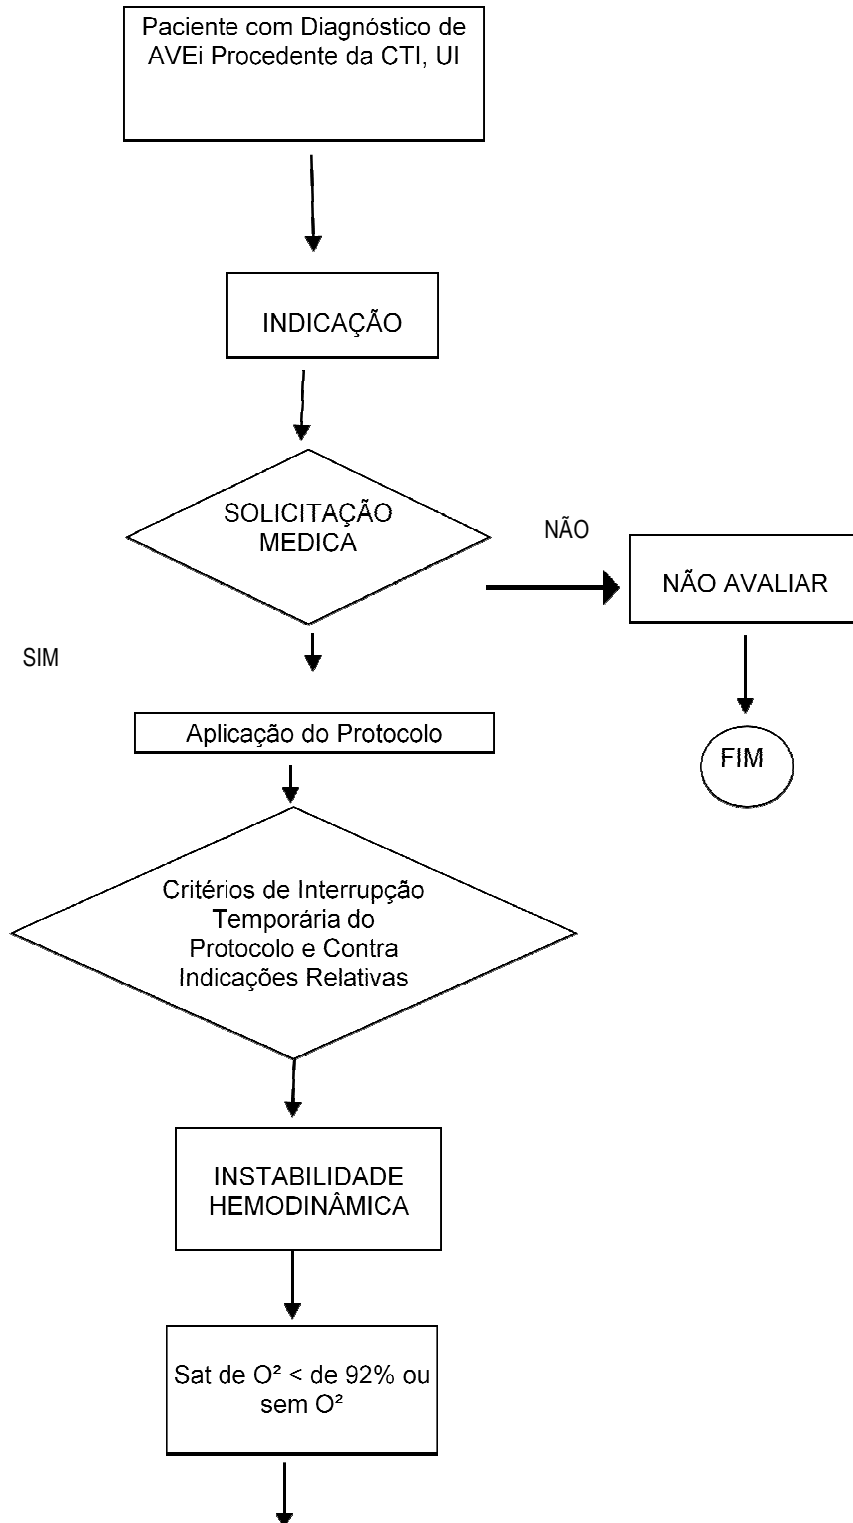 Paciente com Diagnóstico de
AVEi Procedente da CTI, UI
INDICAÇÃO
SOLICITAÇÃO
MEDICA
NÃO
NÃO AVALIAR
SIM
FIM
Aplicação do Protocolo
Critérios de Interrupção
Temporária do
Protocolo e Contra
Indicações Relativas
INSTABILIDADE
HEMODINÂMICA
Sat de O² < de 92% ou
sem O²